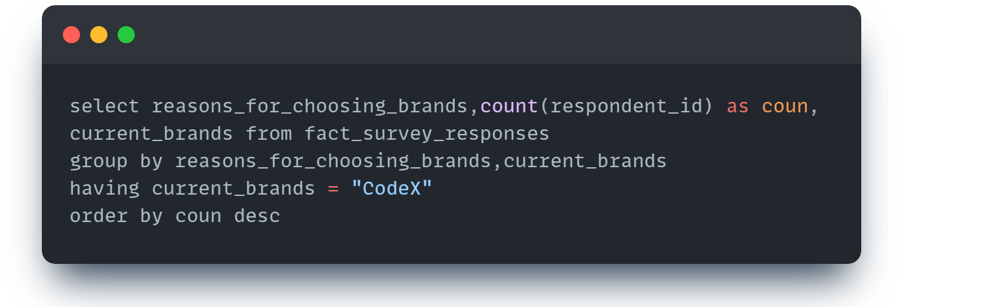 select reasons_for_choosing_brands,count(respondent_id) as coun,
current_brands from fact_survey_responses
group by reasons_for_choosing_brands,current_brands
having current_brands = "CodeX"
order by coun desc